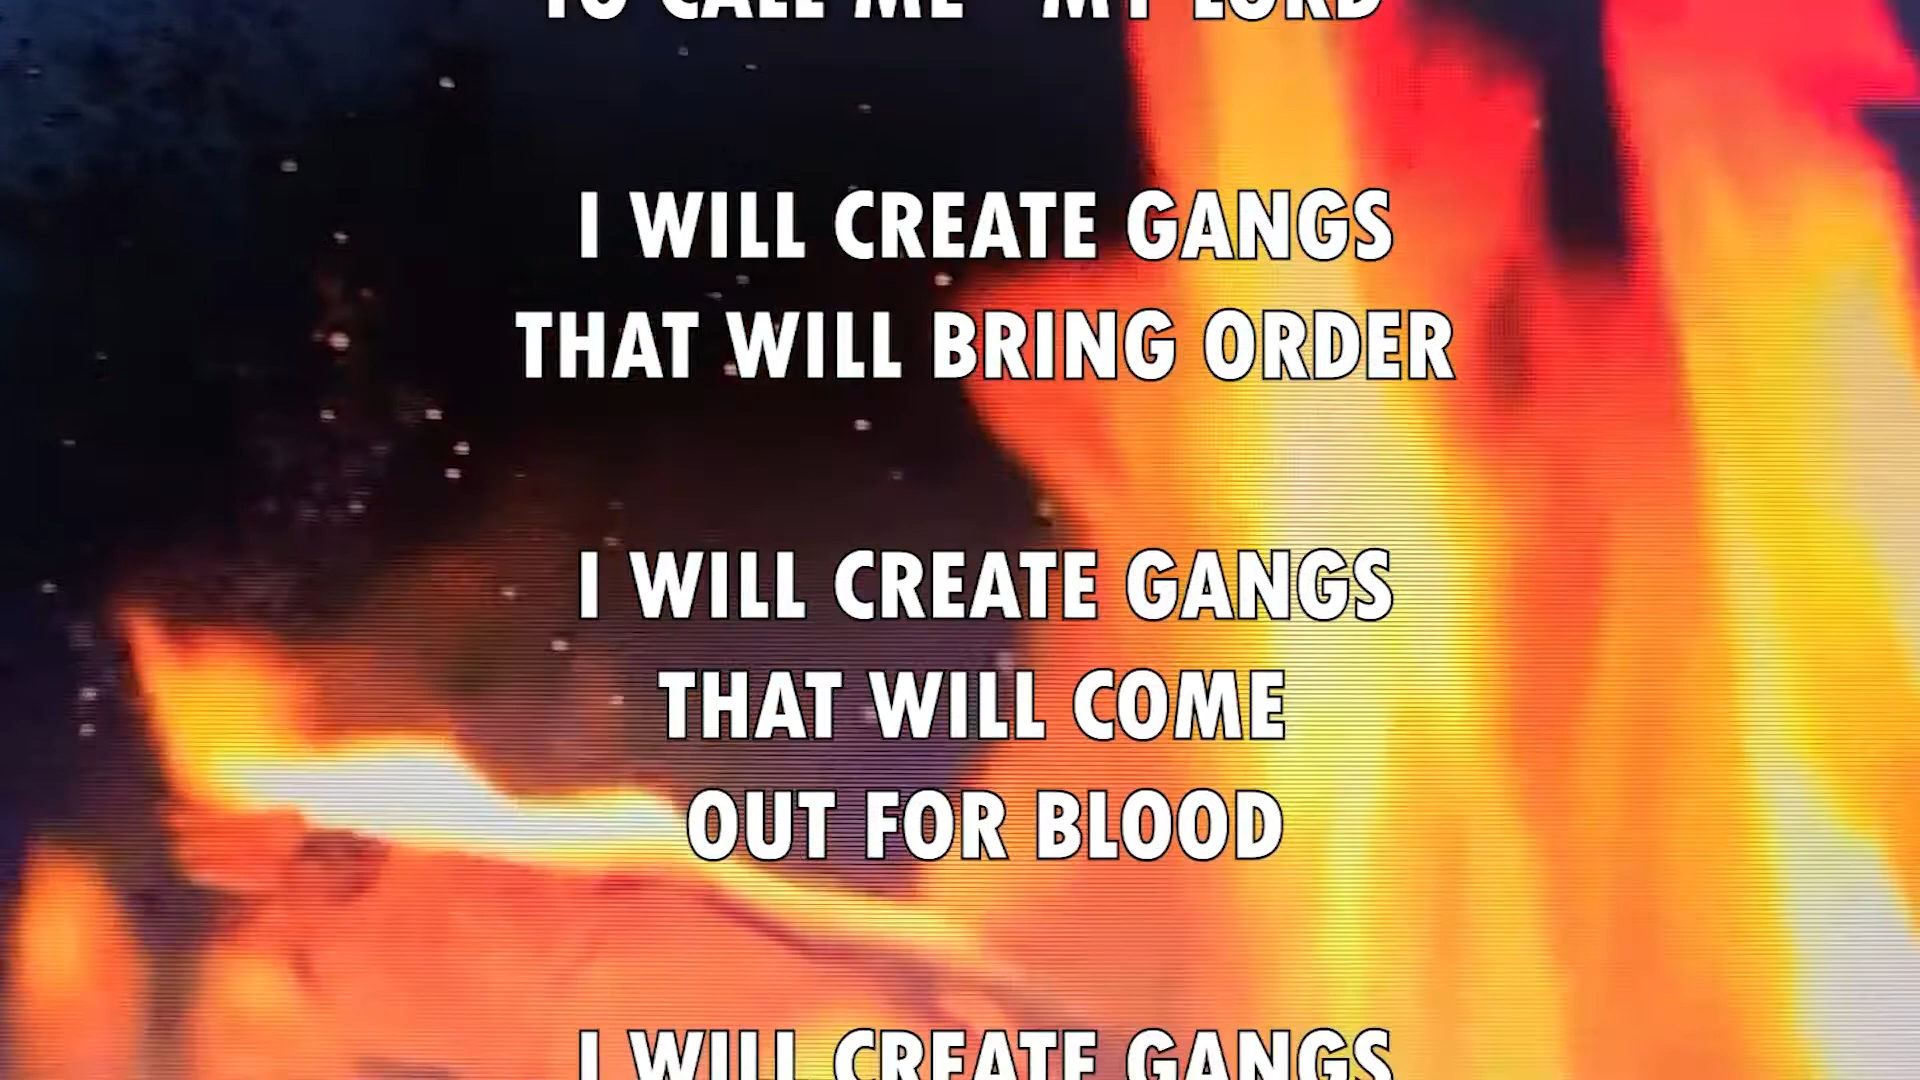 TO CALL ME "MY LORD"
I WILL CREATE GANGS
THAT WILL BRING ORDER
I WILL CREATE GANGS
THAT WILL COME
OUT FOR BLOOD
I WILL CREATE GANGS